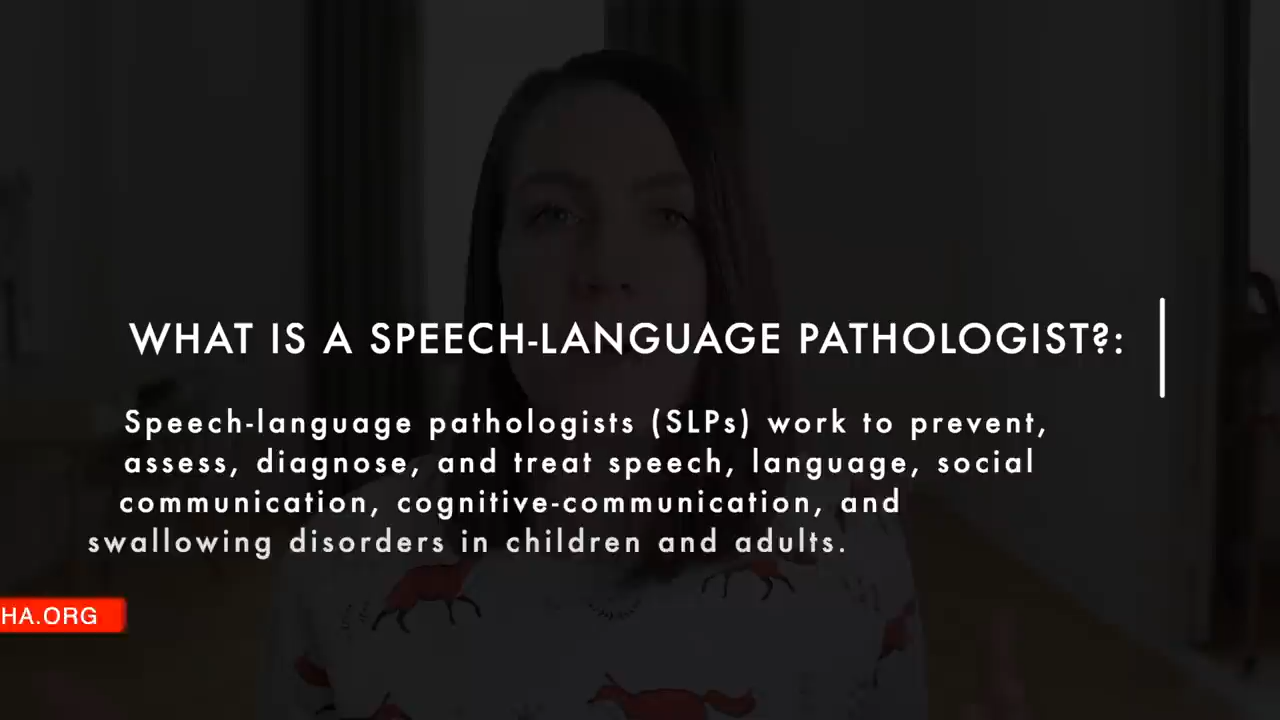 WHAT IS A SPEECH-LANGUAGE PATHOLOGIST?:
Speech-language pathologists (SLPs) work to prevent,
assess, diagnose, and treat speech, language, social
communication, cognitive-communication, and
swallowing disorders in children and adults.
HA.ORG